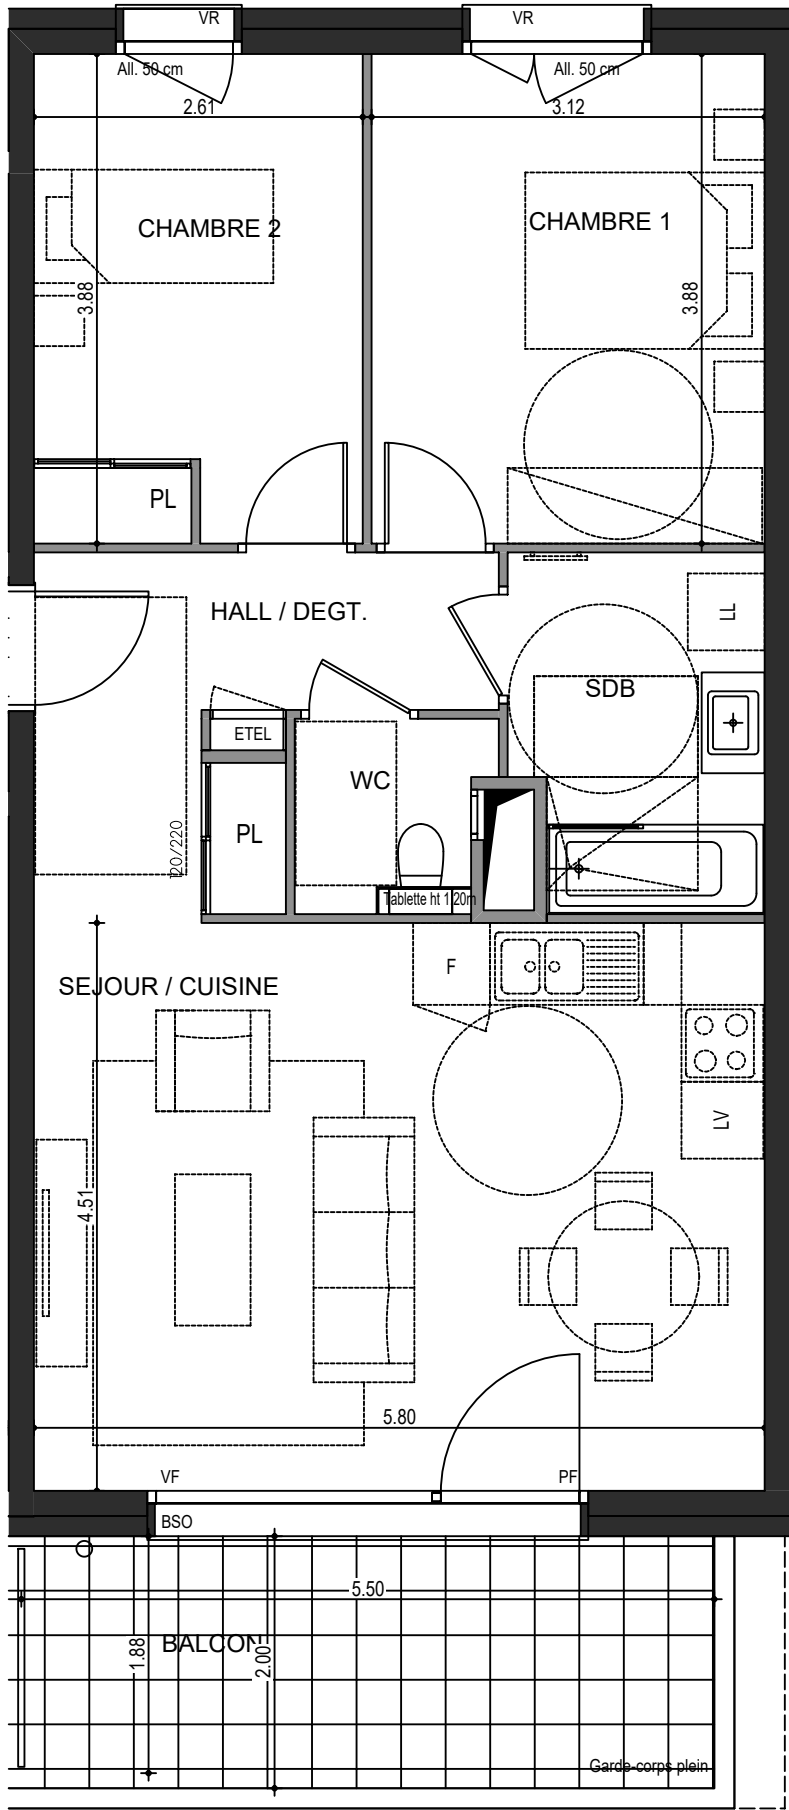 VR
VR
All. 50 cm
All. 50 cm
2.61
3.12
CHAMBRE 2
CHAMBRE 1
3.88
3.88
PL
HALL / DEGT.
LL
SDB
ETEL
WC
PL
120/220
Tablette ht 1.20m
F
SEJOUR / CUISINE
LV
4.51
5.80
VF
PF
BSO
5.50
BALCON
1.88
2.00
Garde-corps plein